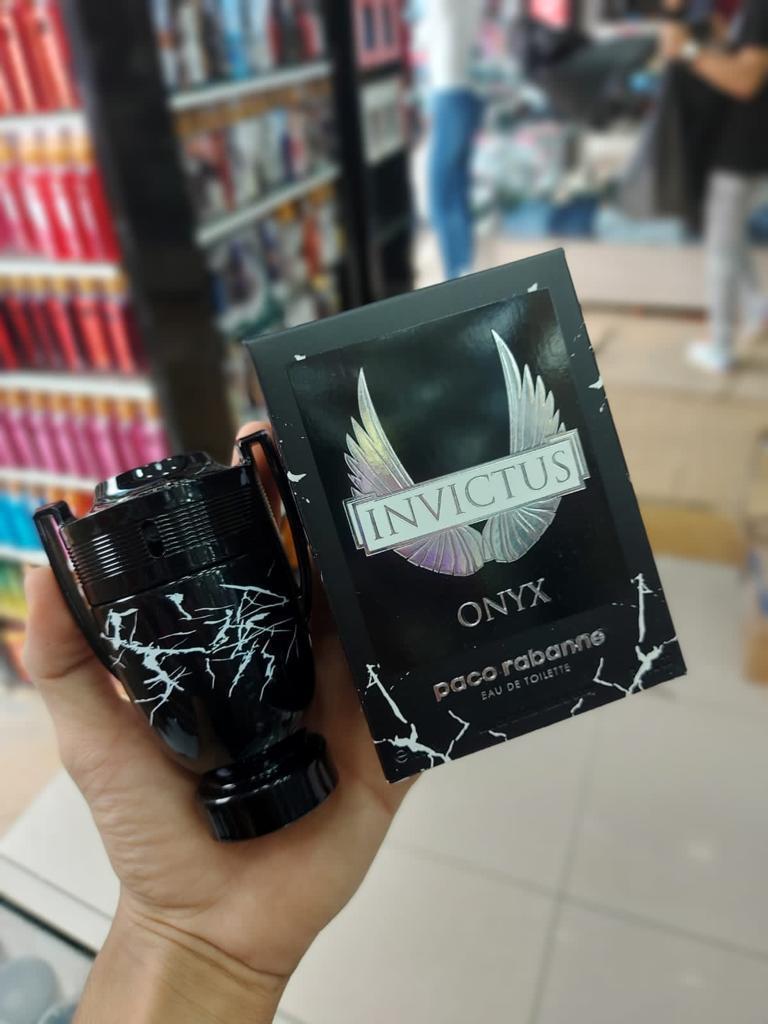 INVICTUS
ONYX
paco rabanne
EAU DE TOILETTE